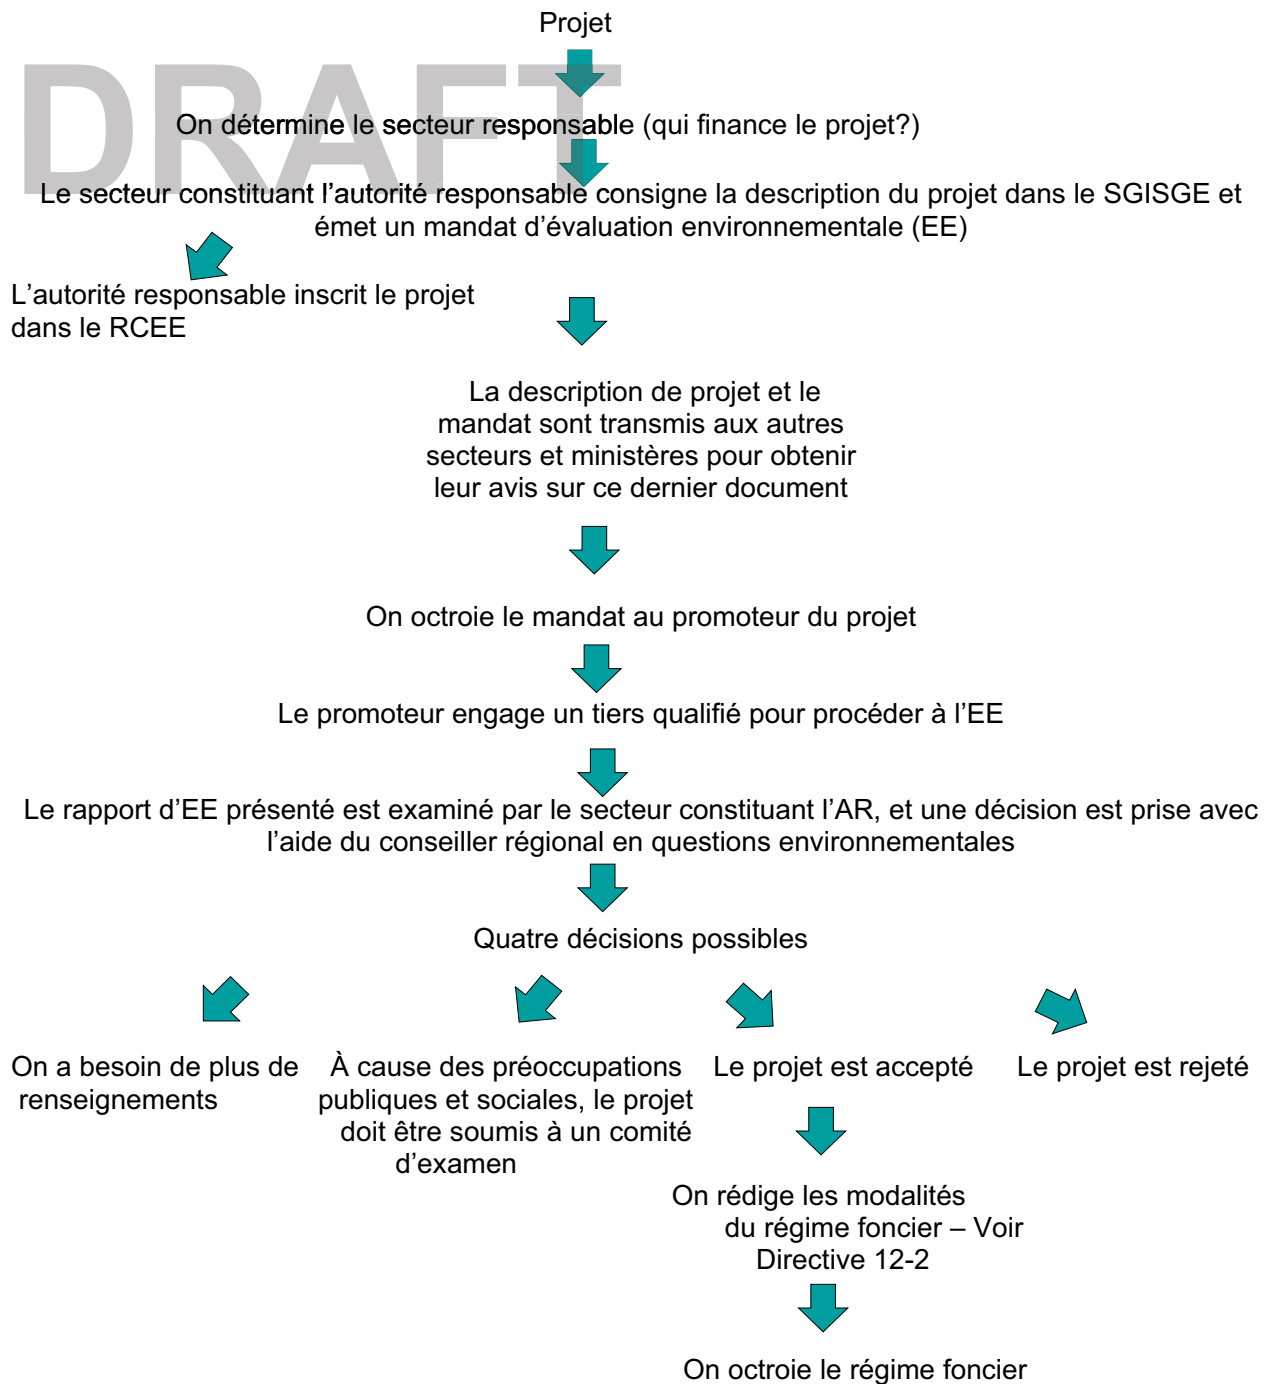 Projet
DRAFT
On détermine le secteur responsable (qui finance le projet?)
Le secteur constituant l’autorité responsable consigne la description du projet dans le SGISGE et
émet un mandat d’évaluation environnementale (EE)
L’autorité responsable inscrit le projet
dans le RCEE
La description de projet et le
mandat sont transmis aux autres
secteurs et ministères pour obtenir
leur avis sur ce dernier document
On octroie le mandat au promoteur du projet
Le promoteur engage un tiers qualifié pour procéder à l’EE
Le rapport d’EE présenté est examiné par le secteur constituant l’AR, et une décision est prise avec
l’aide du conseiller régional en questions environnementales
Quatre décisions possibles
On a besoin de plus de
renseignements
À cause des préoccupations
publiques et sociales, le projet
doit être soumis à un comité
d’examen
Le projet est accepté
Le projet est rejeté
On rédige les modalités
du régime foncier – Voir
Directive 12-2
On octroie le régime foncier